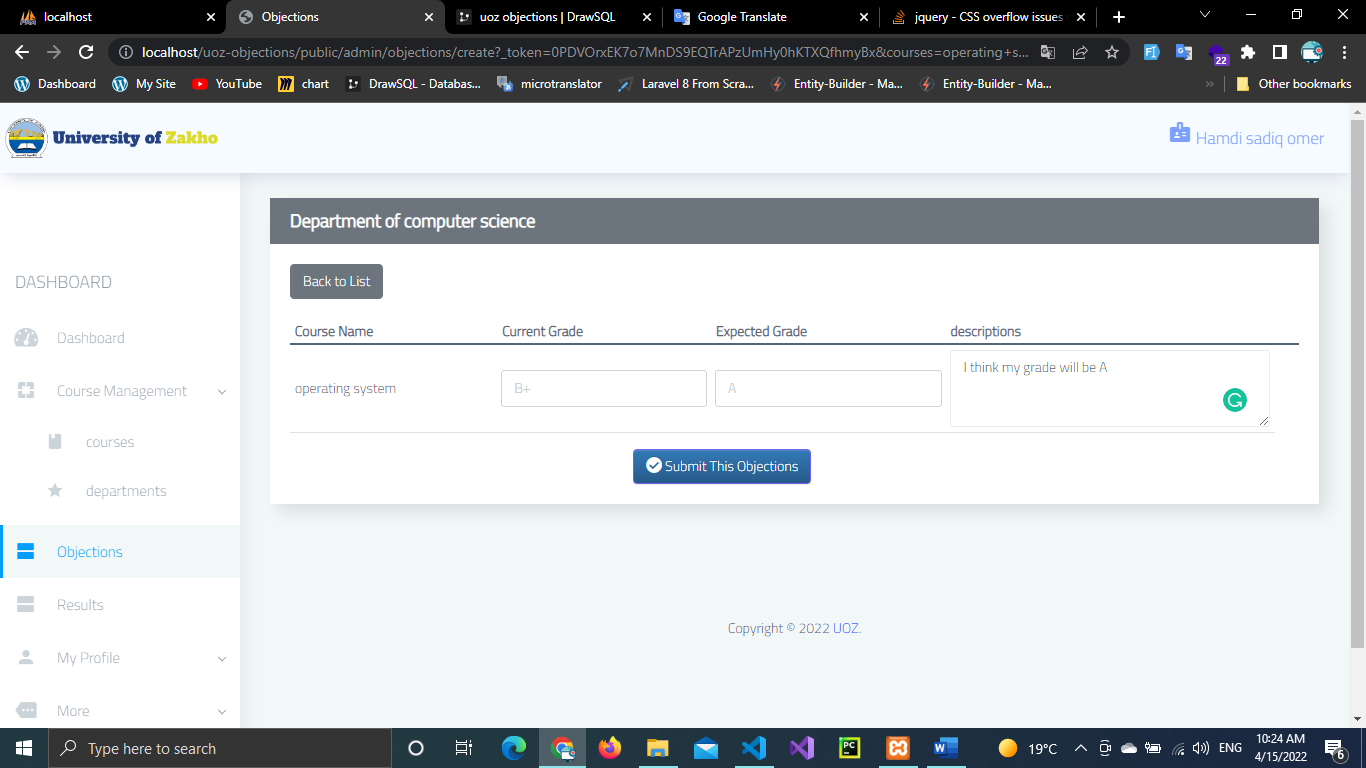 localhost
Objections
uoz objections | DrawSQL
Google Translate
jquery - CSS overflow issues
localhost/uoz-objections/public/admin/objections/create?_token=0PDVOrxEK7o7MnDS9EQTrAPzUmHy0hKTXQfhmyBx&courses=operating+s...
22
Dashboard
My Site
YouTube
chart
DrawSQL - Databas...
microtranslator
Laravel 8 From Scra...
Entity-Builder - Ma...
Entity-Builder - Ma...
»
Other bookmarks
University of Zakho
Hamdi sadiq omer
Department of computer science
Back to List
DASHBOARD
Course Name
Current Grade
Expected Grade
descriptions
Dashboard
I think my grade will be A
operating system
B+
A
Course Management
courses
Submit This Objections
departments
Objections
Results
Copyright © 2022 UOZ.
My Profile
More
Type here to search
PC
W
19°C
ENG
10:24 AM
4/15/2022
6